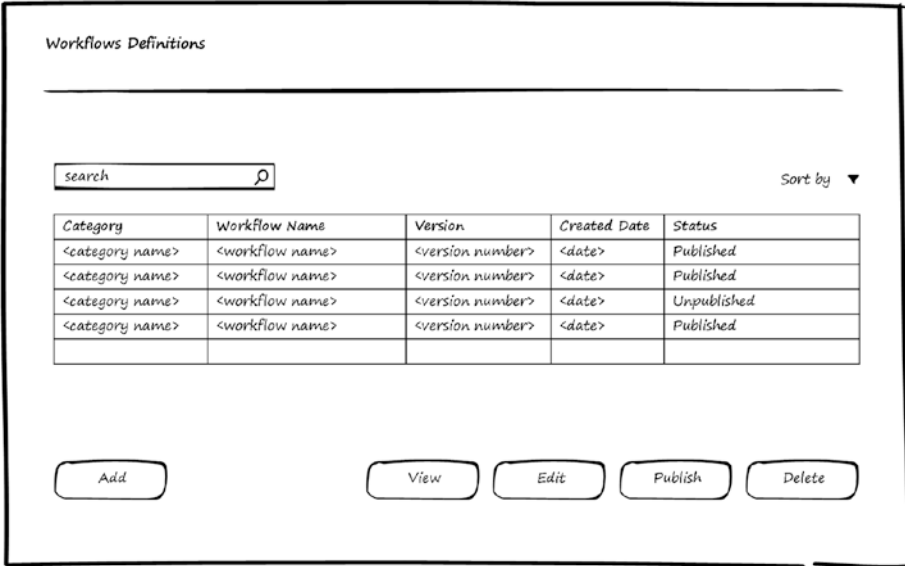 Workflows Definitions
search
Sort by
Category Workflow Name Version Created Date Status
<category name> <workflow name> <version number> <date> Published
<category name> <workflow name> <version number> <date> Published
<category name> <workflow name> <version number> <date> Unpublished
<category name> <workflow name> <version number> <date> Published
Add View Edit Publish Delete